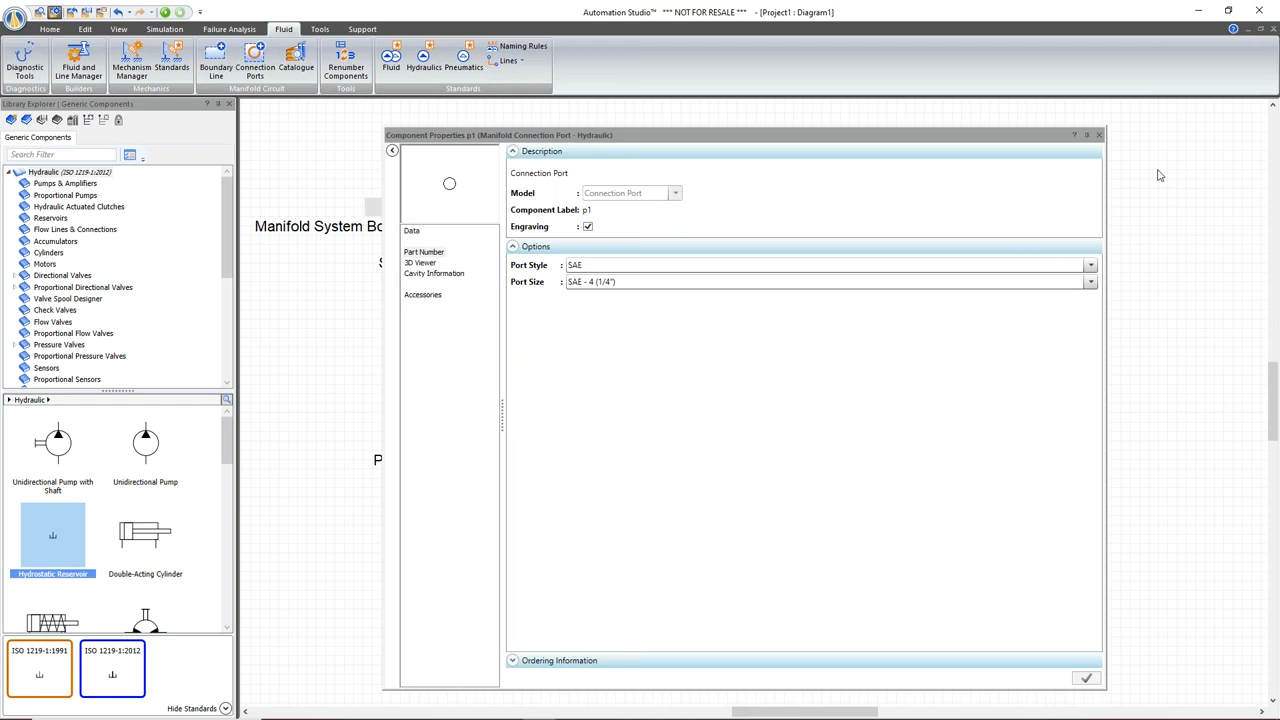 Automation Studio™ *** NOT FOR RESALE *** - [Project1 : Diagram1]
Home Edit View Simulation Failure Analysis Fluid Tools Support
Diagnostic Tools
Fluid and Line Manager
Mechanism Manager
Standards
Boundary Line
Connection Ports
Catalogue
Renumber Components
Fluid
Hydraulics
Pneumatics
Naming Rules
Lines
Diagnostics Builders Mechanics Manifold Circuit Tools Standards
Library Explorer | Generic Components
Generic Components
Search Filter
Hydraulic (ISO 1219-1:2012)
Pumps & Amplifiers
Proportional Pumps
Hydraulic Actuated Clutches
Reservoirs
Flow Lines & Connections
Accumulators
Cylinders
Motors
Directional Valves
Proportional Directional Valves
Valve Spool Designer
Check Valves
Flow Valves
Proportional Flow Valves
Pressure Valves
Proportional Pressure Valves
Sensors
Proportional Sensors
Hydraulic
Unidirectional Pump with Shaft
Unidirectional Pump
Hydrostatic Reservoir
Double-Acting Cylinder
ISO 1219-1:1991
ISO 1219-1:2012
Hide Standards
Manifold System Bo
S
P
Component Properties p1 (Manifold Connection Port - Hydraulic)
Data
Part Number
3D Viewer
Cavity Information
Accessories
Description
Connection Port
Model : Connection Port
Component Label: p1
Engraving :
Options
Port Style : SAE
Port Size : SAE - 4 (1/4")
Ordering Information